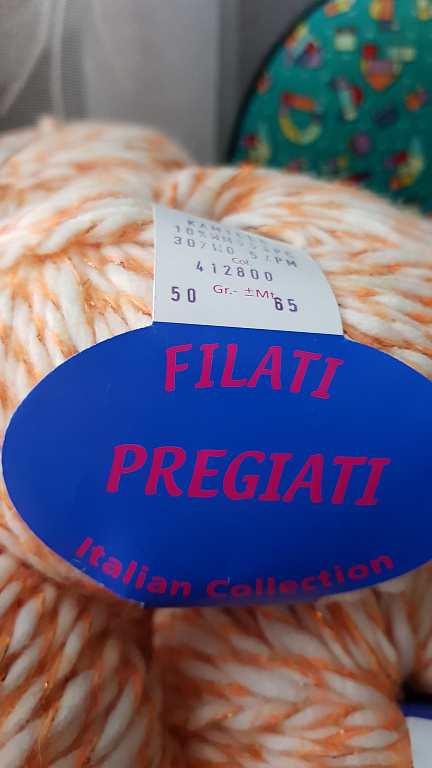 Col.
412800
50 Gr.- ±Mt. 65
FILATI
PREGIATI
Italian Collection